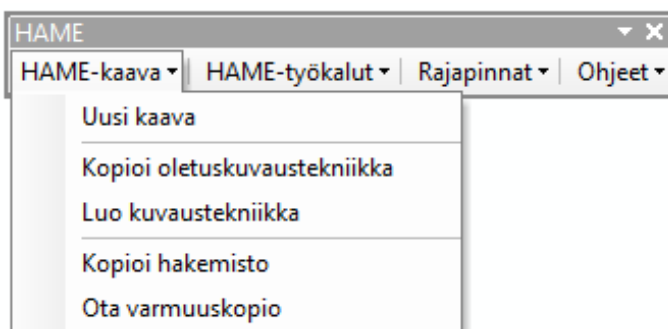 HAME
HAME-kaava HAME-työkalut Rajapinnat Ohjeet
Uusi kaava
Kopioi oletuskuvaustekniikka
Luo kuvaustekniikka
Kopioi hakemisto
Ota varmuuskopio